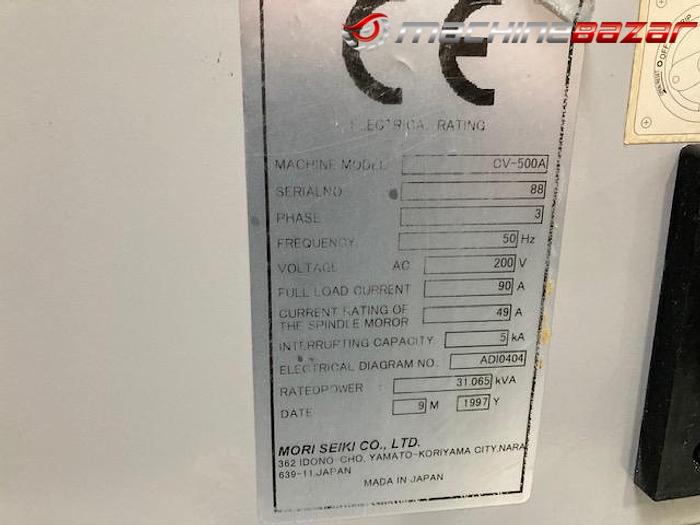 machinebazar
CE
ELECTRICAL RATING
MACHINE MODEL CV-500A
SERIALNO 88
PHASE 3
FREQUENCY 50 Hz
VOLTAGE AC 200 V
FULL LOAD CURRENT 90 A
CURRENT RATING OF
THE SPINDLE MOROR 49 A
INTERRUPTING CAPACITY 5 kA
ELECTRICAL DIAGRAM NO. ADI0404
RATEDPOWER 31.065 kVA
DATE 9 M 1997 Y
MORI SEIKI CO., LTD.
362 IDONO CHO, YAMATO-KORIYAMA CITY,NARA
639-11,JAPAN
MADE IN JAPAN